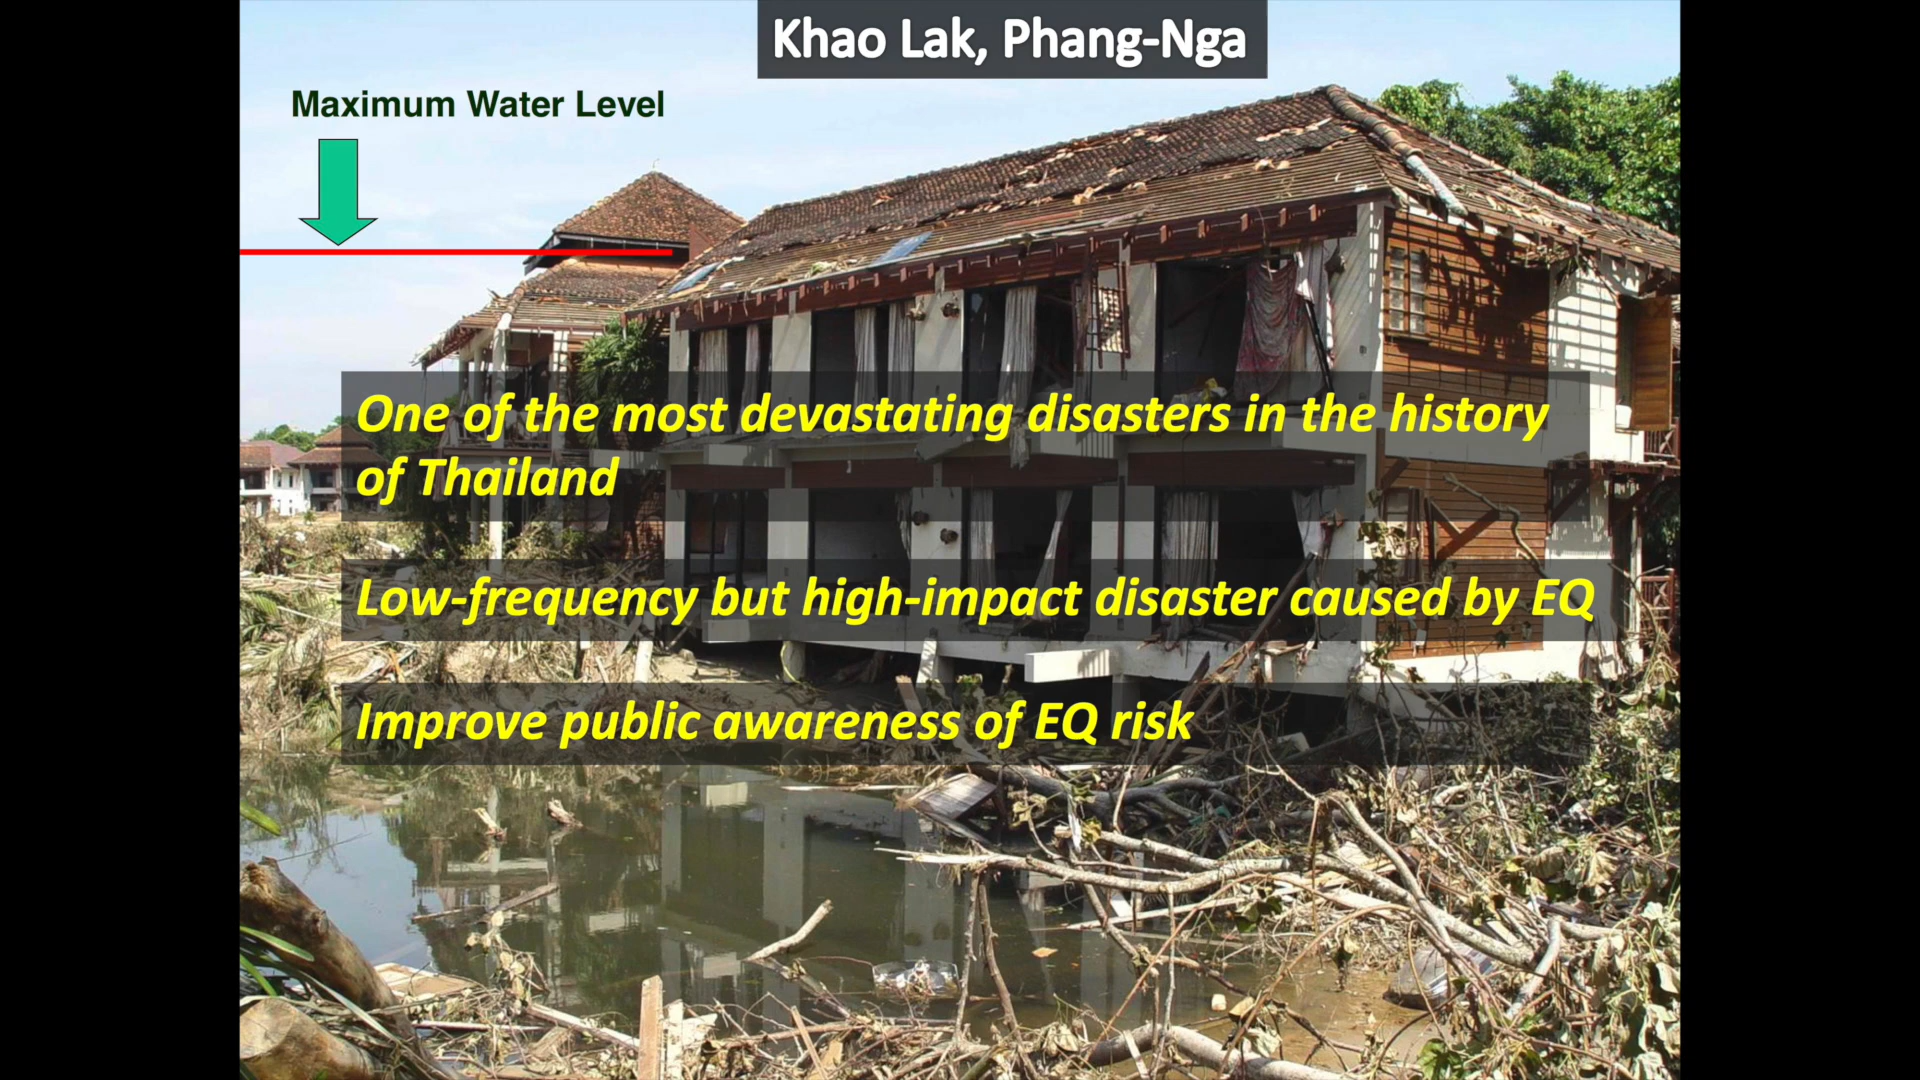 Khao Lak, Phang-Nga
Maximum Water Level
One of the most devastating disasters in the history
of Thailand
Low-frequency but high-impact disaster caused by EQ
Improve public awareness of EQ risk